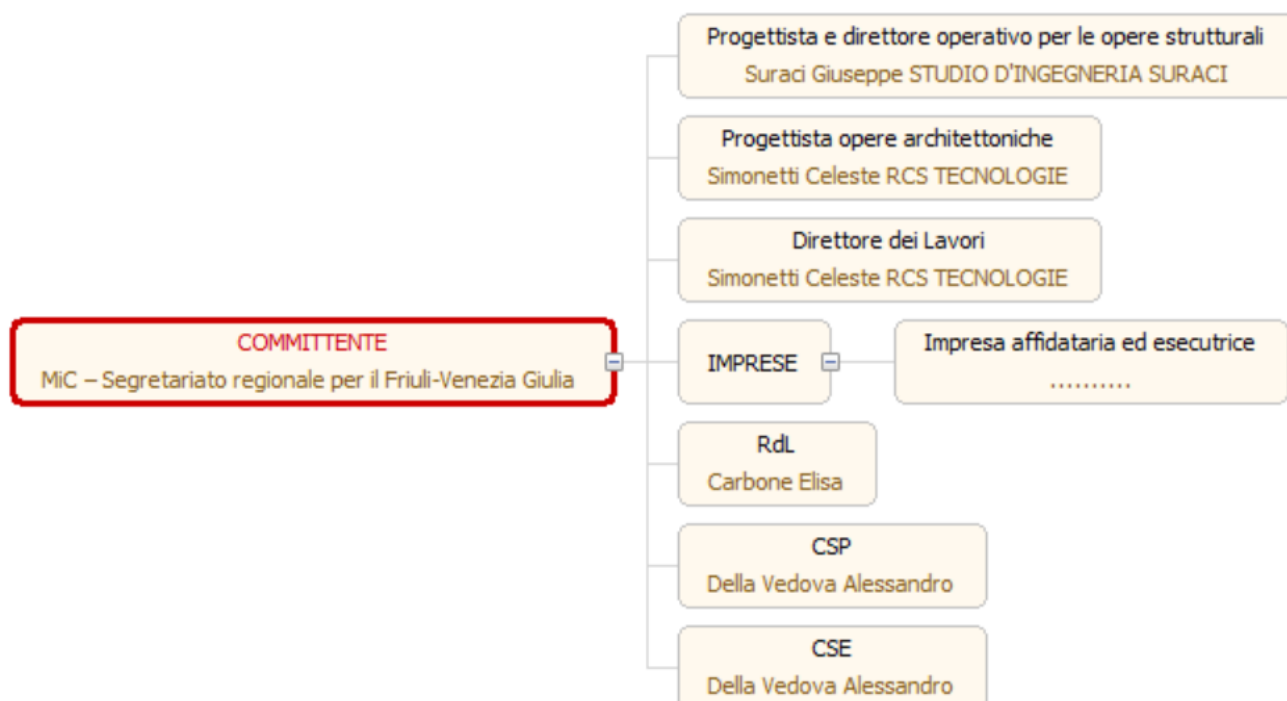 Progettista e direttore operativo per le opere strutturali
Suraci Giuseppe STUDIO D'INGEGNERIA SURACI
Progettista opere architettoniche
Simonetti Celeste RCS TECNOLOGIE
Direttore dei Lavori
Simonetti Celeste RCS TECNOLOGIE
COMMITTENTE
MiC – Segretariato regionale per il Friuli-Venezia Giulia
IMPRESE
Impresa affidataria ed esecutrice
..........
RdL
Carbone Elisa
CSP
Della Vedova Alessandro
CSE
Della Vedova Alessandro